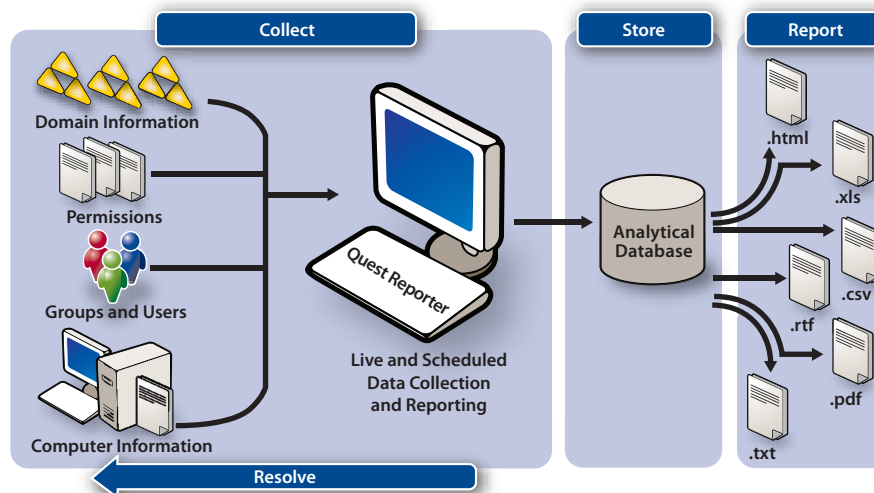 Collect
Store
Report
Domain Information
Permissions
Groups and Users
Computer Information
Quest Reporter
Live and Scheduled
Data Collection
and Reporting
Analytical
Database
.html
.xls
.csv
.rtf
.pdf
.txt
Resolve